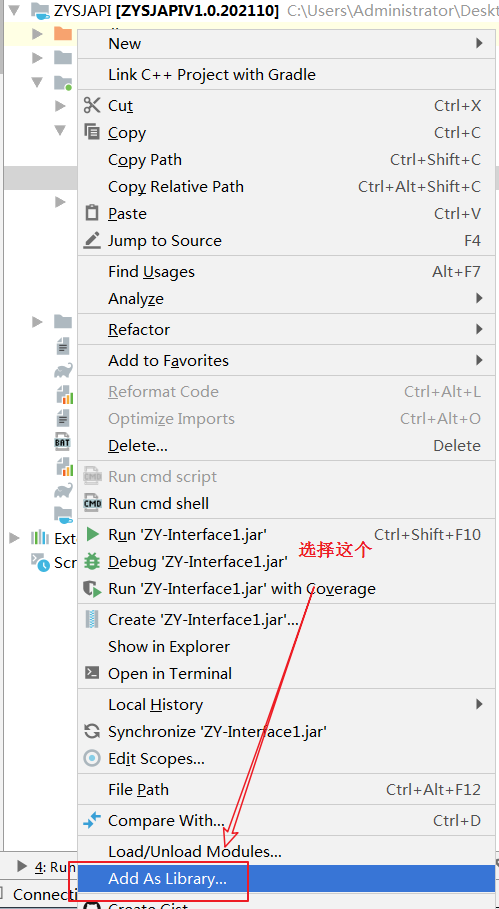 ZYSJAPI [ZYSJAPIV1.0.202110] C:\Users\Administrator\Deskt
New
Link C++ Project with Gradle
Cut Ctrl+X
Copy Ctrl+C
Copy Path Ctrl+Shift+C
Copy Relative Path Ctrl+Alt+Shift+C
Paste Ctrl+V
Jump to Source F4
Find Usages Alt+F7
Analyze
Refactor
Add to Favorites
Reformat Code Ctrl+Alt+L
Optimize Imports Ctrl+Alt+O
Delete... Delete
Run cmd script
Run cmd shell
Run 'ZY-Interface1.jar' Ctrl+Shift+F10
选择这个
Debug 'ZY-Interface1.jar'
Run 'ZY-Interface1.jar' with Coverage
Create 'ZY-Interface1.jar'...
Show in Explorer
Open in Terminal
Local History
Synchronize 'ZY-Interface1.jar'
Edit Scopes...
File Path Ctrl+Alt+F12
Compare With... Ctrl+D
Load/Unload Modules...
Add As Library...
Create Gist...
BAT
CMD
CMD
Ext
Scr
4: Run
Connecti